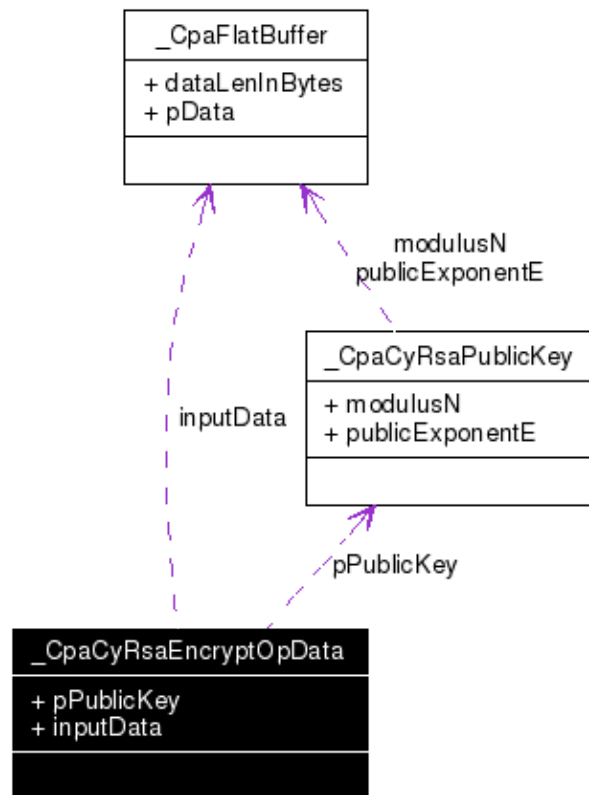 _CpaFlatBuffer
+ dataLenInBytes
+ pData
modulusN
publicExponentE
_CpaCyRsaPublicKey
+ modulusN
+ publicExponentE
inputData
pPublicKey
_CpaCyRsaEncryptOpData
+ pPublicKey
+ inputData